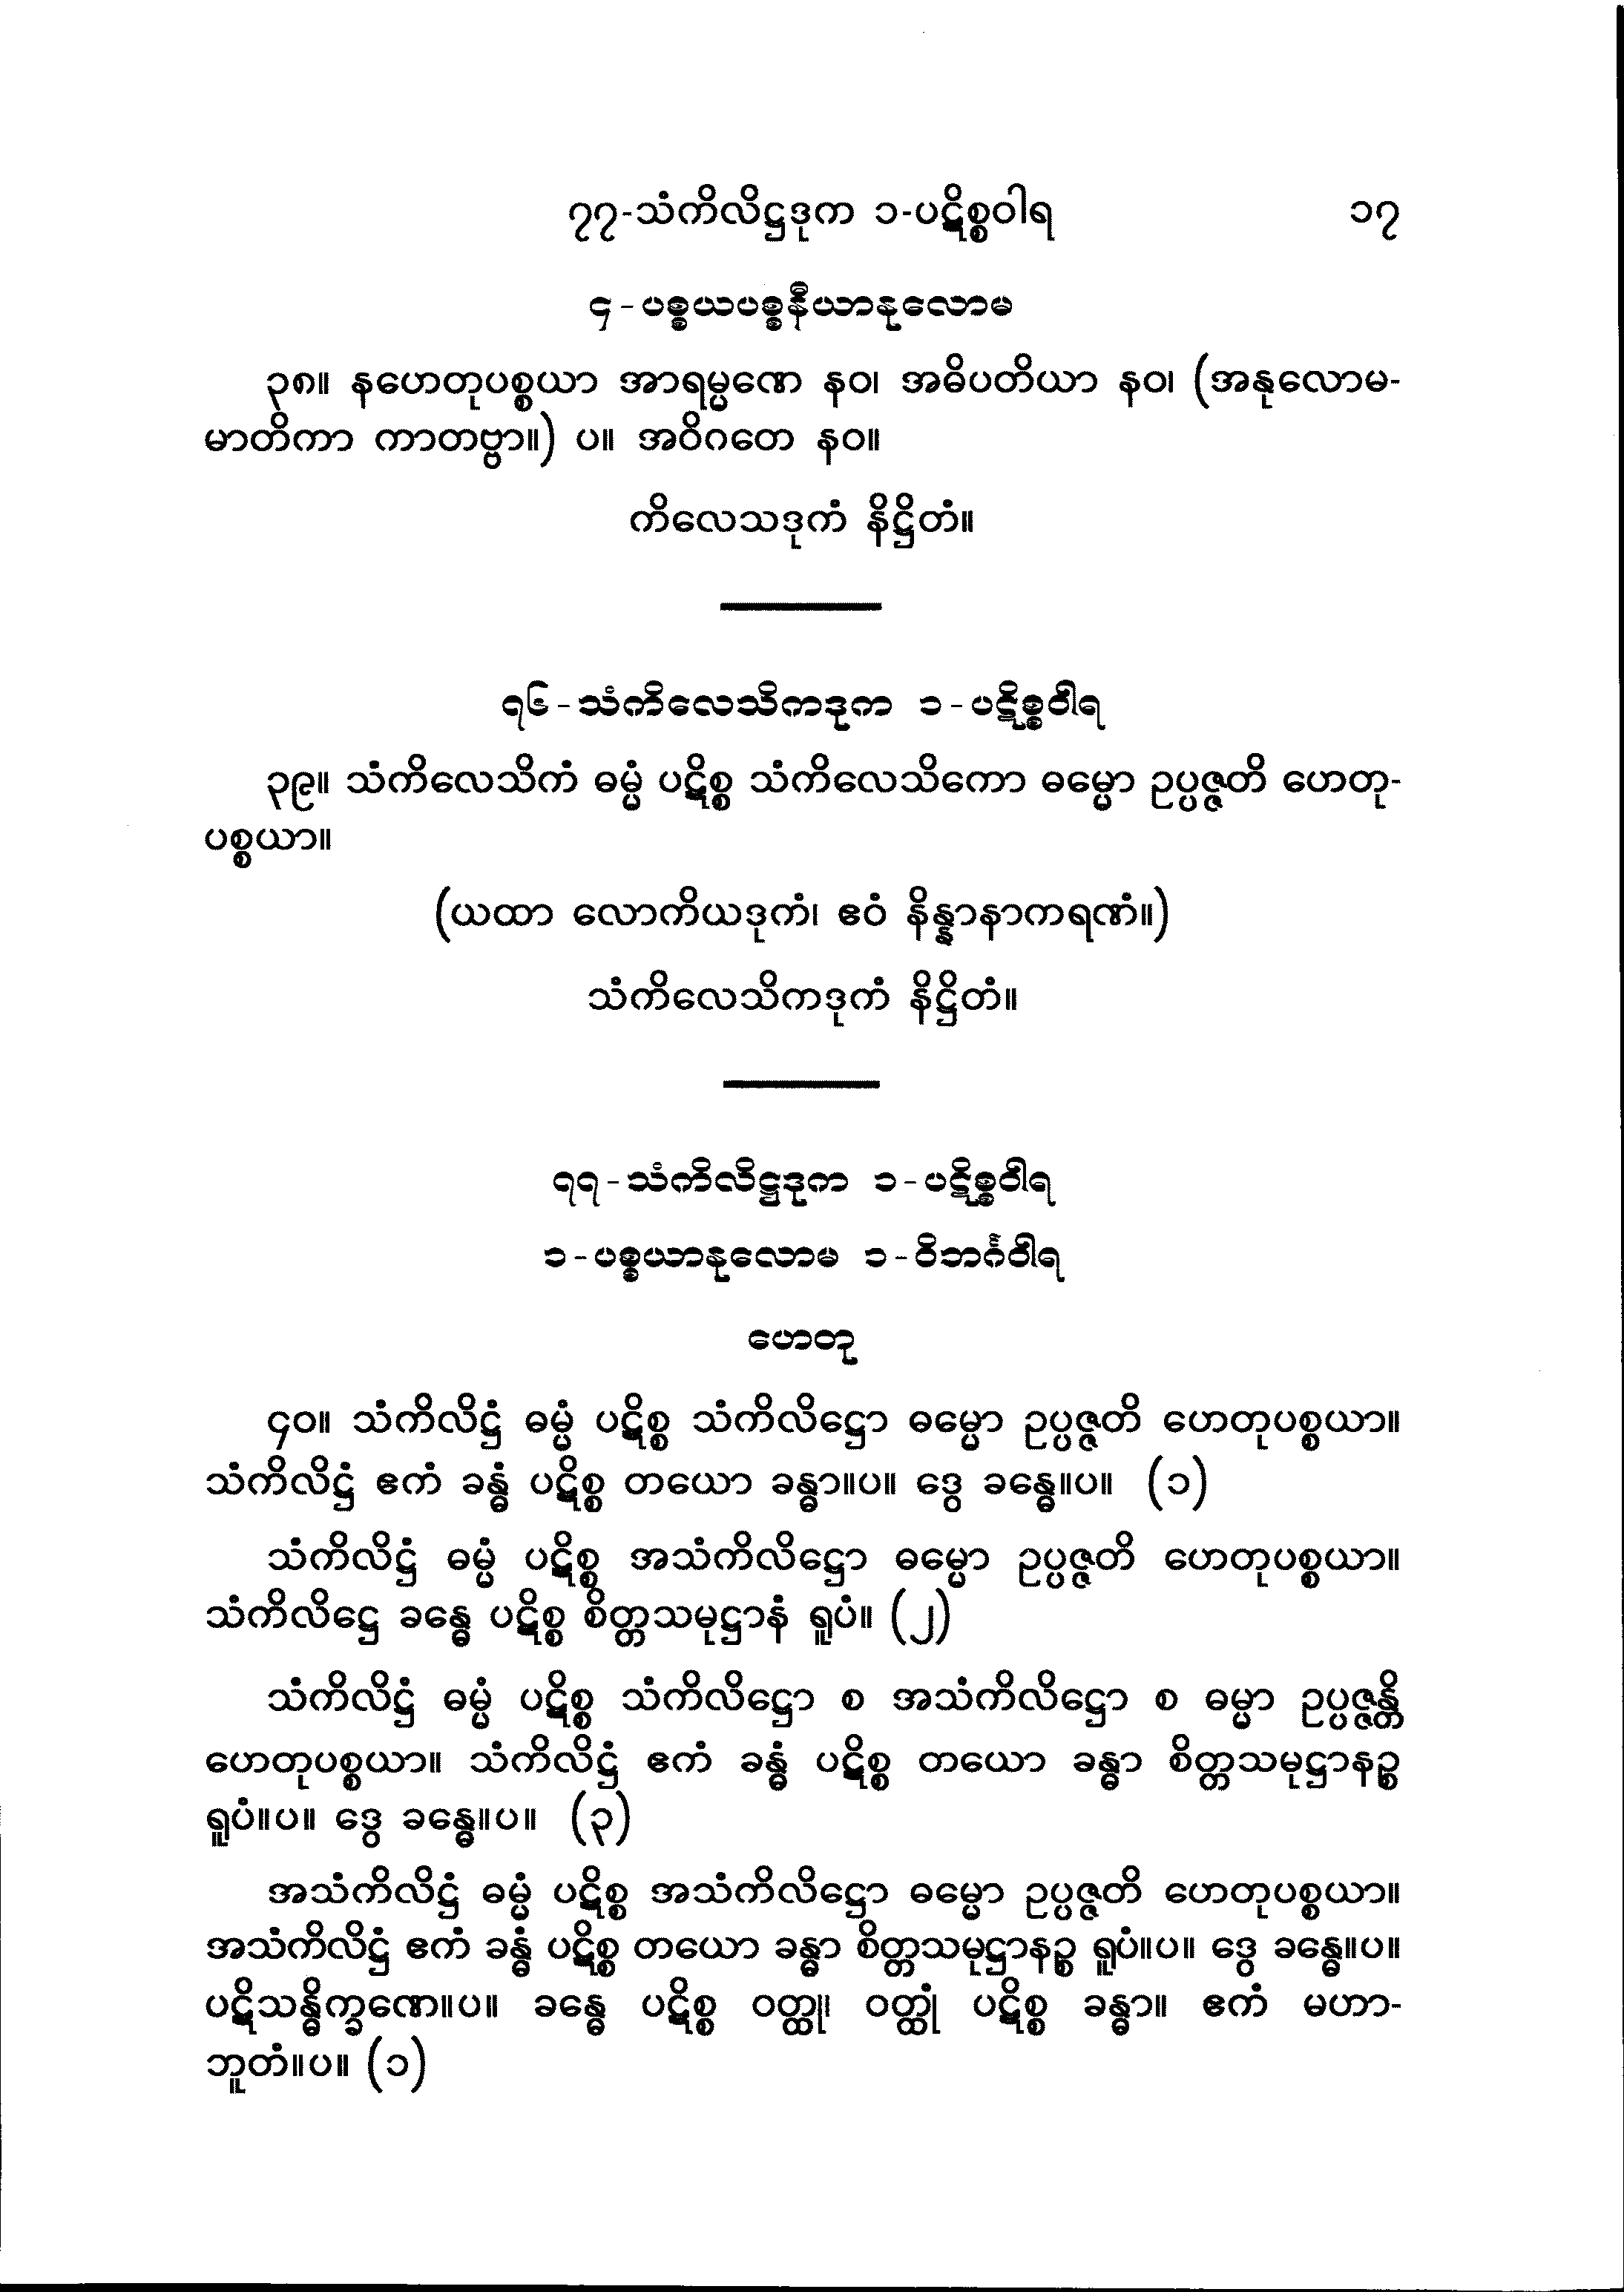 ၇၇-သံကိလိဋ္ဌဒုက ၁-ပဋိစ္စဝါရ ၁၇
၄-ပစ္စယပစ္စနီယာနုလောမ
၃၈။ နဟေတုပစ္စယာ အာရမ္မဏေ နဝ၊ အဓိပတိယာ နဝ၊ (အနုလောမ-
မာတိကာ ကာတဗ္ဗာ။) ပ။ အဝိဂတေ နဝ။
ကိလေသဒုကံ နိဋ္ဌိတံ။
၇၆-သံကိလေသိကဒုက ၁-ပဋိစ္စဝါရ
၃၉။ သံကိလေသိကံ ဓမ္မံ ပဋိစ္စ သံကိလေသိကော ဓမ္မော ဥပ္ပဇ္ဇတိ ဟေတု-
ပစ္စယာ။
(ယထာ လောကိယဒုကံ၊ ဧဝံ နိန္နာနာကရဏံ။)
သံကိလေသိကဒုကံ နိဋ္ဌိတံ။
၇၇-သံကိလိဋ္ဌဒုက ၁-ပဋိစ္စဝါရ
၁-ပစ္စယာနုလောမ ၁-ဝိဘင်္ဂဝါရ
ဟေတု
၄၀။ သံကိလိဋ္ဌံ ဓမ္မံ ပဋိစ္စ သံကိလိဋ္ဌော ဓမ္မော ဥပ္ပဇ္ဇတိ ဟေတုပစ္စယာ။
သံကိလိဋ္ဌံ ဧကံ ခန္ဓံ ပဋိစ္စ တယော ခန္ဓာ။ပ။ ဒွေ ခန္ဓေ။ပ။ (၁)
သံကိလိဋ္ဌံ ဓမ္မံ ပဋိစ္စ အသံကိလိဋ္ဌော ဓမ္မော ဥပ္ပဇ္ဇတိ ဟေတုပစ္စယာ။
သံကိလိဋ္ဌေ ခန္ဓေ ပဋိစ္စ စိတ္တသမုဋ္ဌာနံ ရူပံ။ (၂)
သံကိလိဋ္ဌံ ဓမ္မံ ပဋိစ္စ သံကိလိဋ္ဌော စ အသံကိလိဋ္ဌော စ ဓမ္မာ ဥပ္ပဇ္ဇန္တိ
ဟေတုပစ္စယာ။ သံကိလိဋ္ဌံ ဧကံ ခန္ဓံ ပဋိစ္စ တယော ခန္ဓာ စိတ္တသမုဋ္ဌာနဉ္စ
ရူပံ။ပ။ ဒွေ ခန္ဓေ။ပ။ (၃)
အသံကိလိဋ္ဌံ ဓမ္မံ ပဋိစ္စ အသံကိလိဋ္ဌော ဓမ္မော ဥပ္ပဇ္ဇတိ ဟေတုပစ္စယာ။
အသံကိလိဋ္ဌံ ဧကံ ခန္ဓံ ပဋိစ္စ တယော ခန္ဓာ စိတ္တသမုဋ္ဌာနဉ္စ ရူပံ။ပ။ ဒွေ ခန္ဓေ။ပ။
ပဋိသန္ဓိက္ခဏေ။ပ။ ခန္ဓေ ပဋိစ္စ ဝတ္ထု၊ ဝတ္ထုံ ပဋိစ္စ ခန္ဓာ။ ဧကံ မဟာ-
ဘူတံ။ပ။ (၁)